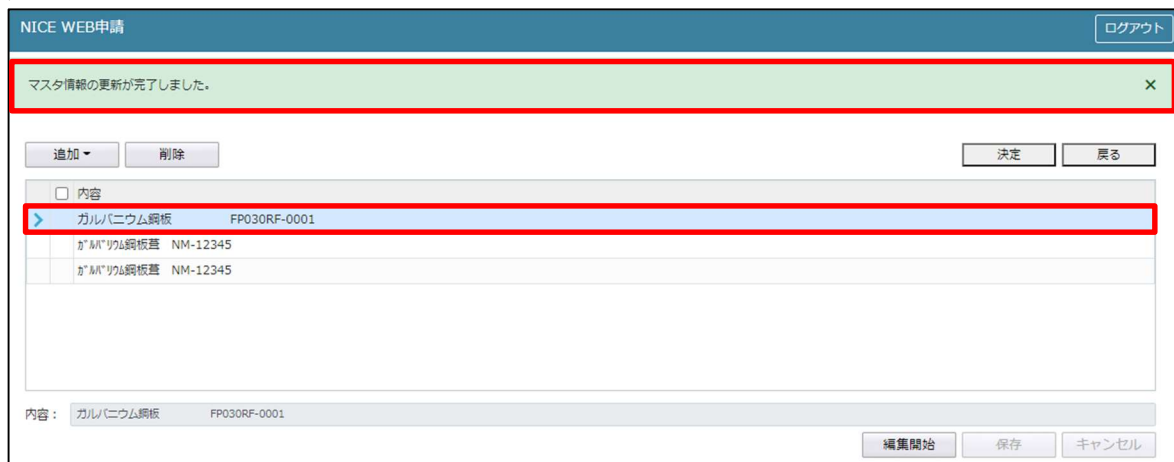 NICE WEB申請 ログアウト
マスタ情報の更新が完了しました。 ×
追加 削除 決定 戻る
内容
ガルバニウム鋼板 FP030RF-0001
ｶﾞﾙﾊﾞﾘｳﾑ鋼板葺 NM-12345
ｶﾞﾙﾊﾞﾘｳﾑ鋼板葺 NM-12345
内容： ガルバニウム鋼板 FP030RF-0001
編集開始 保存 キャンセル